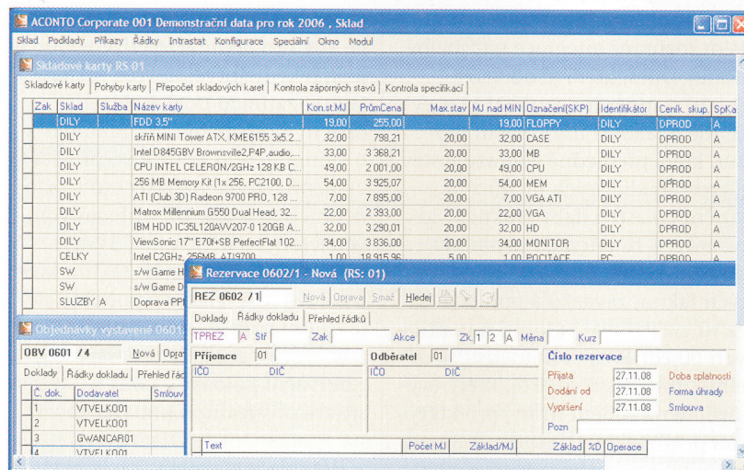 ACONTO Corporate 001 Demonstrační data pro rok 2006 , Sklad
Sklad Podklady Příkazy Řádky Intrastat Konfigurace Speciální Okno Modul
Skladové karty RS 01
Skladové karty Pohyby karty Přepočet skladových karet Kontrola záporných stavů Kontrola specifikací
Zak Sklad Služba Název karty Kon.st.MJ PrůmCena Max.stav MJ nad MIN Označení(SKP) Identifikátor Ceník. skup. SpKa
DILY FDD 3,5" 19,00 255,00 19,00 FLOPPY DILY DPROD A
DILY skříň MINI Tower ATX, KME6155 3x5.2... 32,00 798,21 20,00 32,00 CASE DILY DPROD A
DILY Intel D845GBV Brownsville2,P4P,audio,... 33,00 3 368,21 20,00 33,00 MB DILY DPROD A
DILY CPU INTEL CELERON/2GHz 128 KB C... 49,00 2 001,00 20,00 49,00 CPU DILY DPROD A
DILY 256 MB Memory Kit (1x 256, PC2100, D... 54,00 3 925,07 20,00 54,00 MEM DILY DPROD A
DILY ATI (Club 3D) Radeon 9700 PRO, 128 ... 7,00 7 895,00 20,00 7,00 VGA ATI DILY DPROD A
DILY Matrox Millennium G550 Dual Head, 32... 22,00 2 393,00 20,00 22,00 VGA DILY DPROD A
DILY IBM HDD IC35L120AVV207-0 120GB A... 32,00 3 290,01 20,00 32,00 HD DILY DPROD A
DILY ViewSonic 17" E70f+SB PerfectFlat 102... 34,00 3 836,00 20,00 34,00 MONITOR DILY DPROD A
CELKY Intel C2GHz, 256MB, ATI9700 1,00 18 915,96 5,00 1,00 POCITACE PC DPROD A
SW s/w Game H
SW s/w Game D
SLUZBY A Doprava PP
Rezervace 0602/1 - Nová (RS: 01)
REZ 0602 /1 Nová Oprava Smaž Hledej
Doklady Řádky dokladu Přehled řádků
TPREZ A Stř Zak Akce Zk. 1 2 A Měna Kurz
Příjemce 01 Odběratel 01 Číslo rezervace
IČO DIČ IČO DIČ
Přijata 27.11.08 Doba splatnosti
Dodání od 27.11.08 Forma úhrady
Vypršení 27.11.08 Smlouva
Pozn
Text Počet MJ Základ/MJ Základ %D Operace
Objednávky vystavené 0601
OBV 0601 /4 Nová Oprav
Doklady Řádky dokladu Přehled řád
Č. dok. Dodavatel Smlouv
1 VTVELKO01
2 VTVELKO01
3 GWANCAR01
4 VTVELKO01